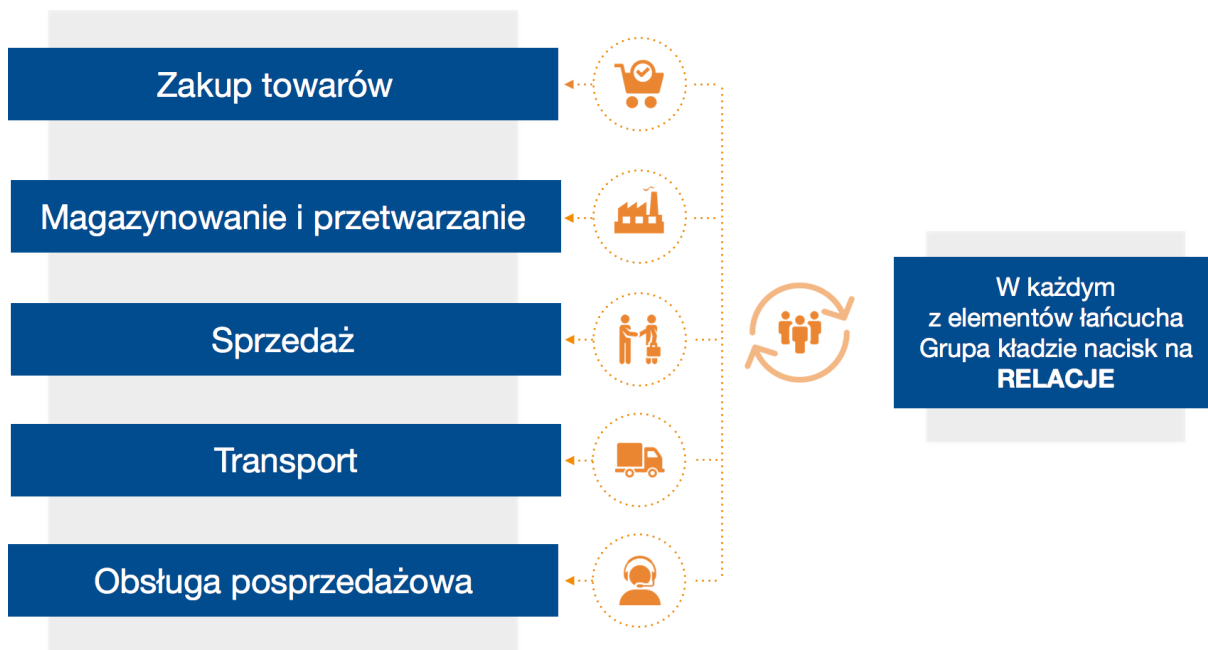 Zakup towarów
Magazynowanie i przetwarzanie
Sprzedaż
Transport
Obsługa posprzedażowa
W każdym
z elementów łańcucha
Grupa kładzie nacisk na
RELACJE